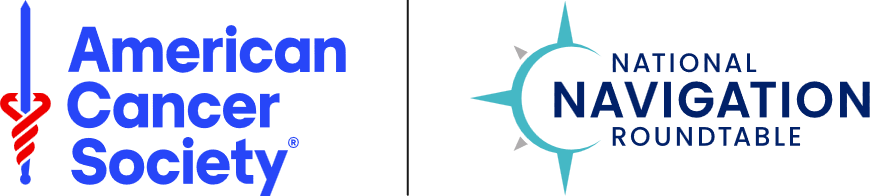 American
Cancer
Society®
NATIONAL
NAVIGATION
ROUNDTABLE